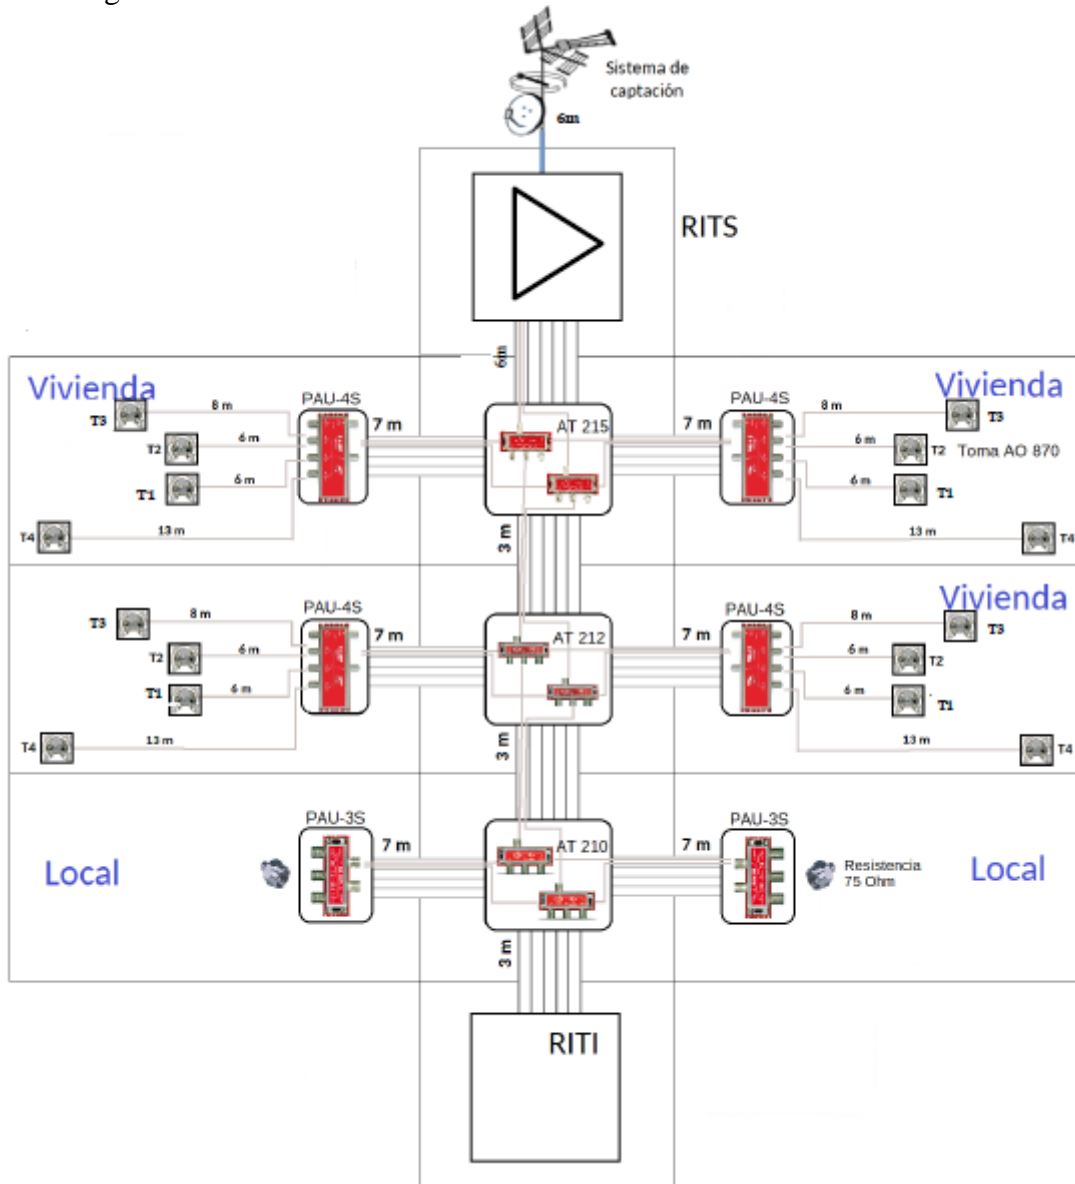 Sistema de
captación
6m
RITS
6m
Vivienda
PAU-4S
8 m
T3
6 m
T2
6 m
T1
13 m
T4
7 m
AT 215
7 m
PAU-4S
Vivienda
8 m
T3
6 m
T2 Toma AO 870
6 m
T1
13 m
T4
3 m
PAU-4S
8 m
T3
6 m
T2
6 m
T1
13 m
T4
7 m
AT 212
7 m
PAU-4S
Vivienda
8 m
T3
6 m
T2
6 m
T1
13 m
T4
3 m
PAU-3S
Local
7 m
AT 210
7 m
PAU-3S
Resistencia
75 Ohm
Local
3 m
RITI